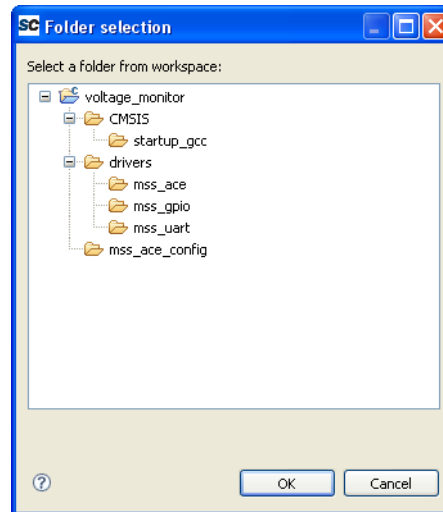 SC Folder selection
Select a folder from workspace:
voltage_monitor
CMSIS
startup_gcc
drivers
mss_ace
mss_gpio
mss_uart
mss_ace_config
OK Cancel